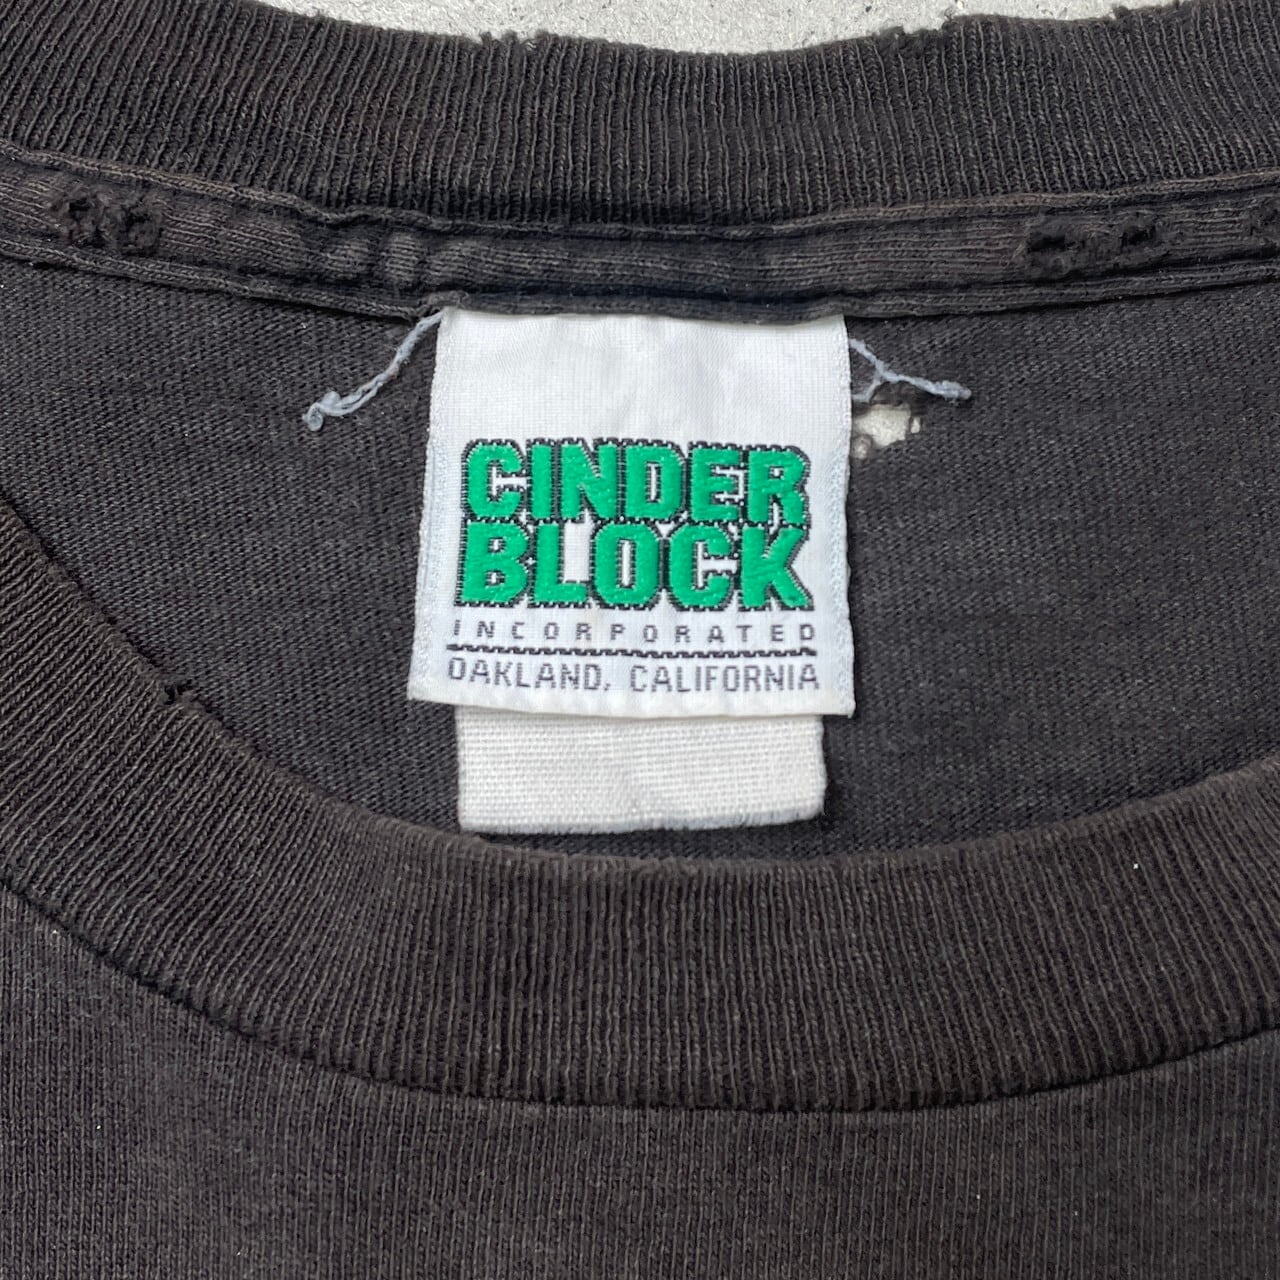 CINDER
BLOCK
INCORPORATED
OAKLAND, CALIFORNIA